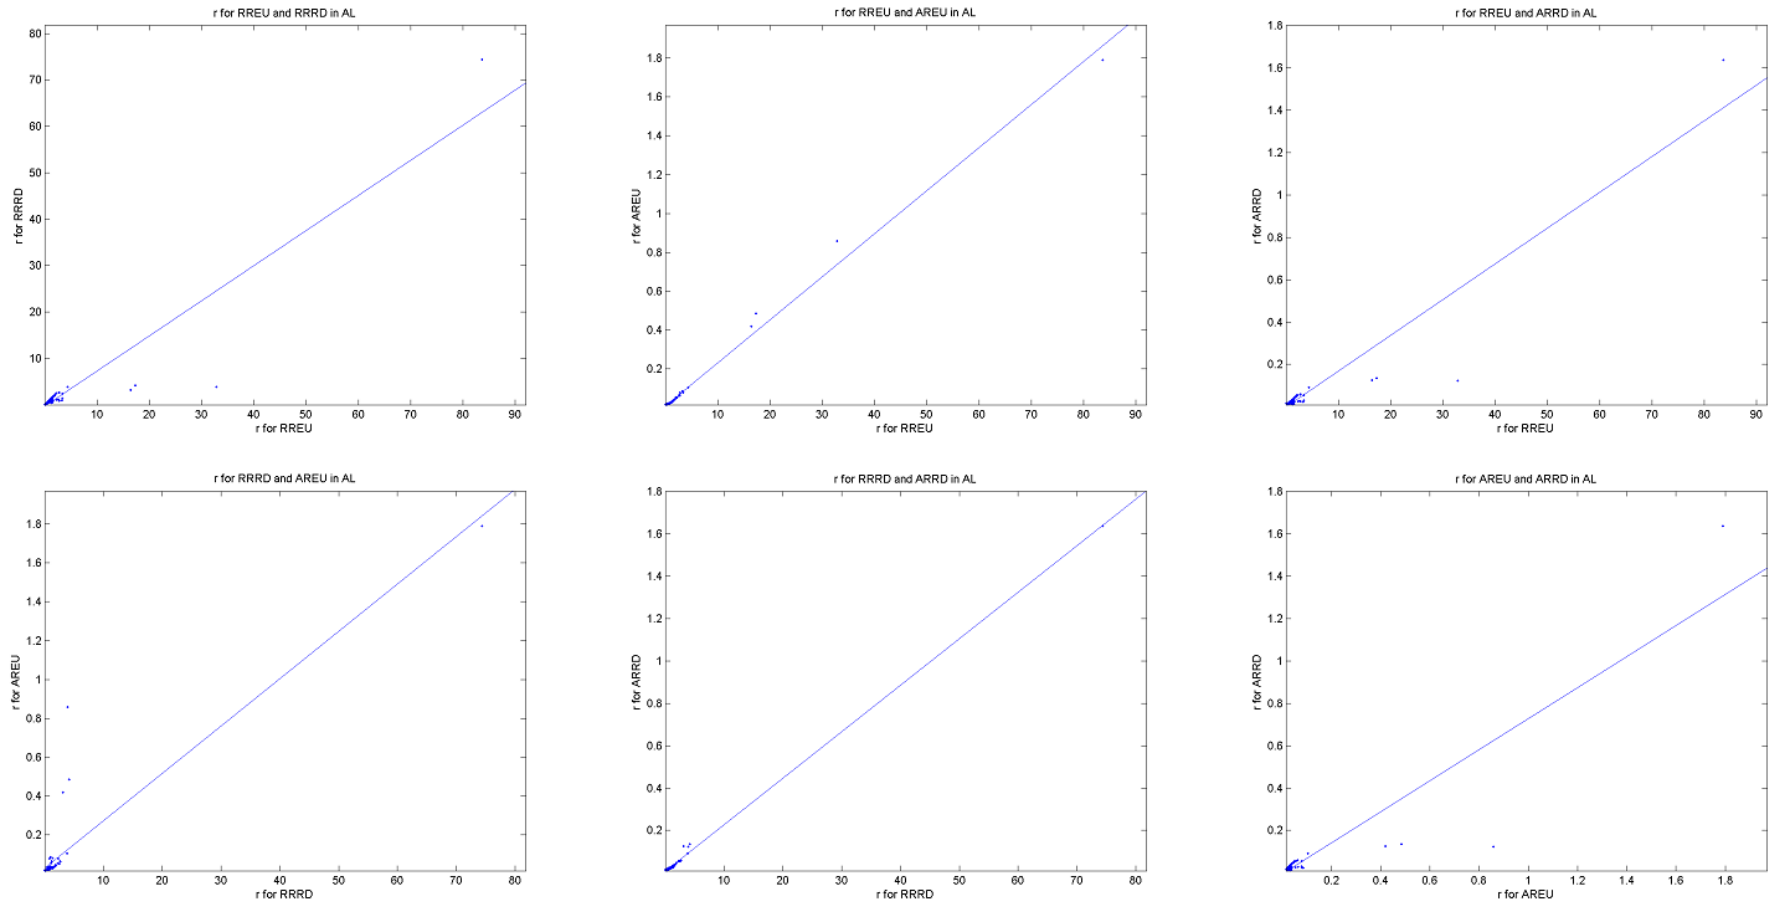 r for RREU and RRRD in AL
80
70
60
50
40
30
20
10
r for RRRD
10 20 30 40 50 60 70 80 90
r for RREU
r for RREU and AREU in AL
1.8
1.6
1.4
1.2
1
0.8
0.6
0.4
0.2
r for AREU
10 20 30 40 50 60 70 80 90
r for RREU
r for RREU and ARRD in AL
1.8
1.6
1.4
1.2
1
0.8
0.6
0.4
0.2
r for ARRD
10 20 30 40 50 60 70 80 90
r for RREU
r for RRRD and AREU in AL
1.8
1.6
1.4
1.2
1
0.8
0.6
0.4
0.2
r for AREU
10 20 30 40 50 60 70 80
r for RRRD
r for RRRD and ARRD in AL
1.8
1.6
1.4
1.2
1
0.8
0.6
0.4
0.2
r for ARRD
10 20 30 40 50 60 70 80
r for RRRD
r for AREU and ARRD in AL
1.8
1.6
1.4
1.2
1
0.8
0.6
0.4
0.2
r for ARRD
0.2 0.4 0.6 0.8 1 1.2 1.4 1.6 1.8
r for AREU